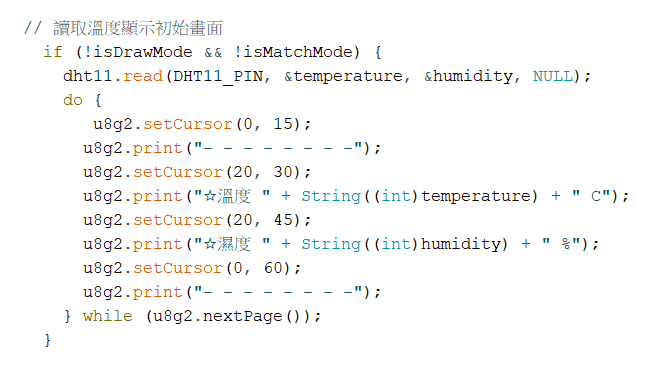 // 讀取溫度顯示初始畫面
if (!isDrawMode && !isMatchMode) {
dht11.read(DHT11_PIN, &temperature, &humidity, NULL);
do {
u8g2.setCursor(0, 15);
u8g2.print("- - - - - - - -");
u8g2.setCursor(20, 30);
u8g2.print("☆溫度 " + String((int)temperature) + " C");
u8g2.setCursor(20, 45);
u8g2.print("☆濕度 " + String((int)humidity) + " %");
u8g2.setCursor(0, 60);
u8g2.print("- - - - - - - -");
} while (u8g2.nextPage());
}